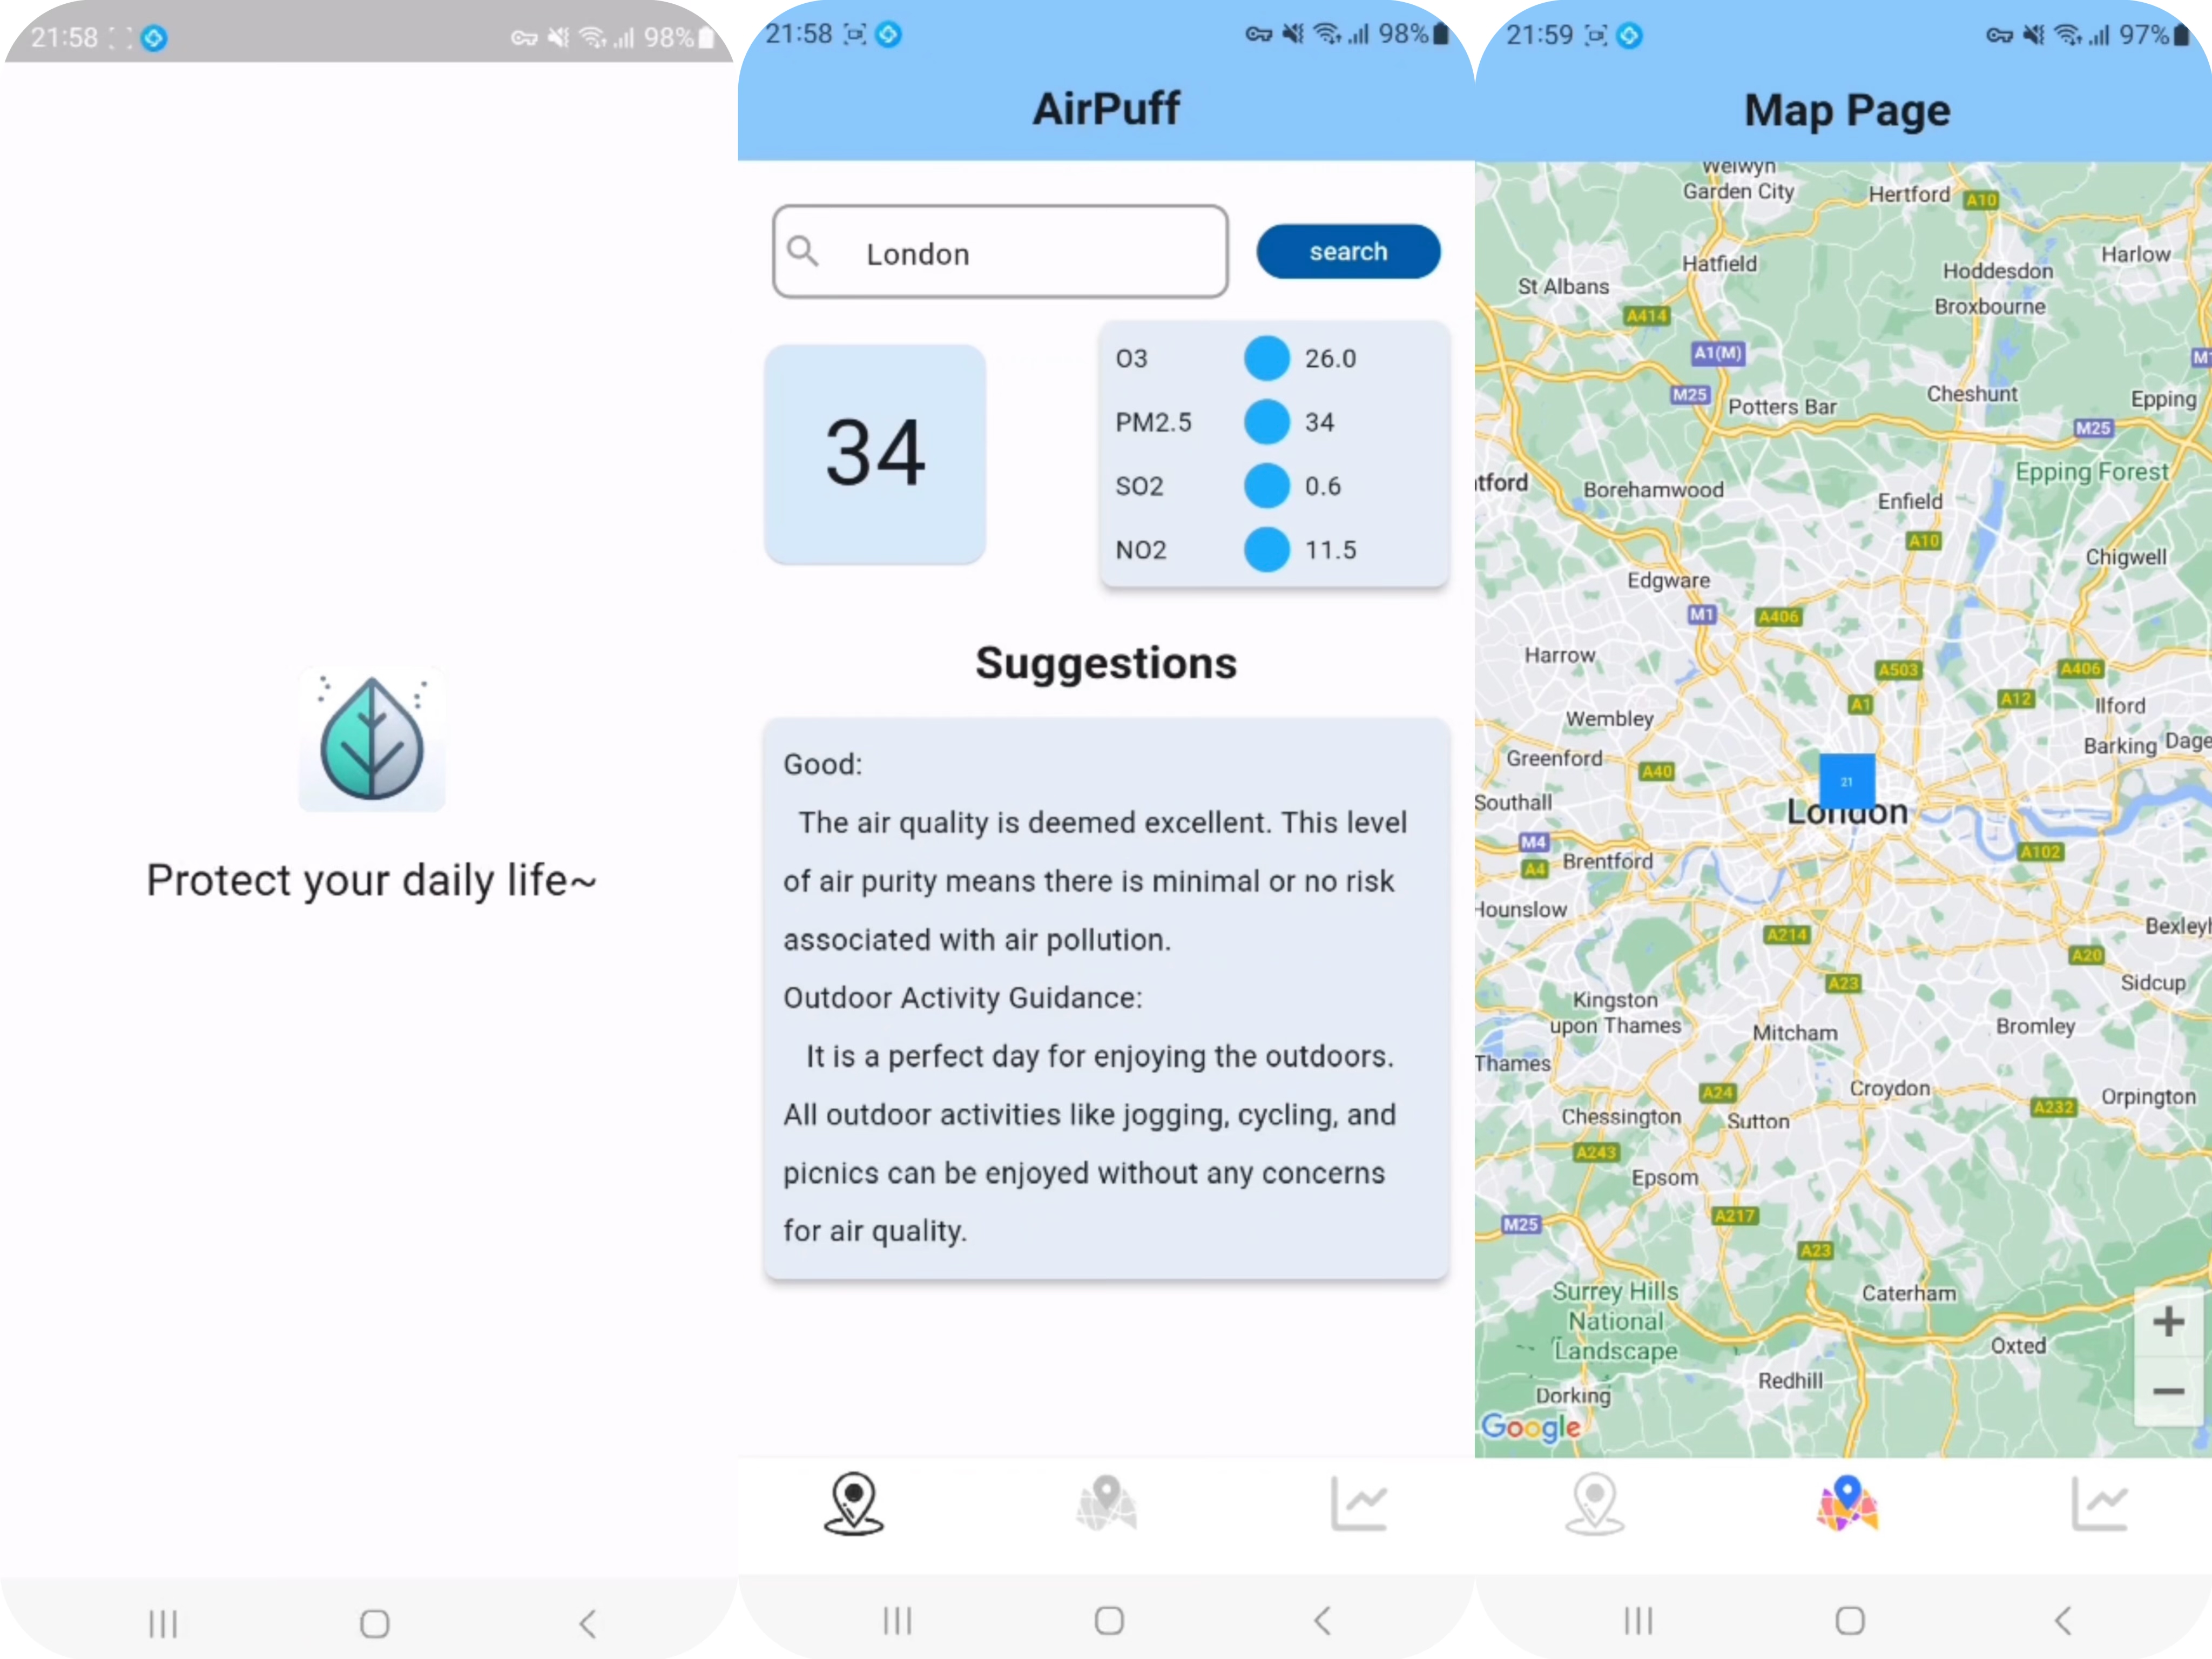 21:58
98%
Protect your daily life~
21:58
98%
AirPuff
London
search
34
O3 26.0
PM2.5 34
SO2 0.6
NO2 11.5
Suggestions
Good:
The air quality is deemed excellent. This level
of air purity means there is minimal or no risk
associated with air pollution.
Outdoor Activity Guidance:
It is a perfect day for enjoying the outdoors.
All outdoor activities like jogging, cycling, and
picnics can be enjoyed without any concerns
for air quality.
21:59
97%
Map Page
Welwyn
Garden City
Hertford
A10
Harlow
Hatfield
Hoddesdon
St Albans
Broxbourne
A414
A1(M)
M25
Cheshunt
Epping
Potters Bar
M25
Epping Forest
tford
Borehamwood
Enfield
A10
Chigwell
Edgware
M1
A406
Harrow
A503
A406
A12
A1
Ilford
Wembley
Barking
Dage
Greenford
A40
21
Southall
London
M4
A4
Brentford
A102
Hounslow
A214
Bexleyh
A20
A23
Sidcup
Kingston
upon Thames
Mitcham
Bromley
Thames
A24
Croydon
Orpington
Chessington
Sutton
A232
A243
Epsom
A217
M25
A23
Surrey Hills
National
Landscape
Caterham
Oxted
Redhill
Dorking
Google